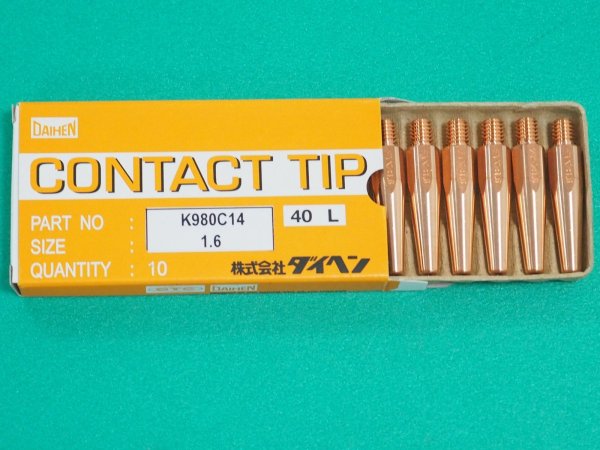 DAIHEN
CONTACT TIP
PART NO : K980C14 40 L
SIZE : 1.6
QUANTITY : 10
株式会社ダイヘン
DAIHEN